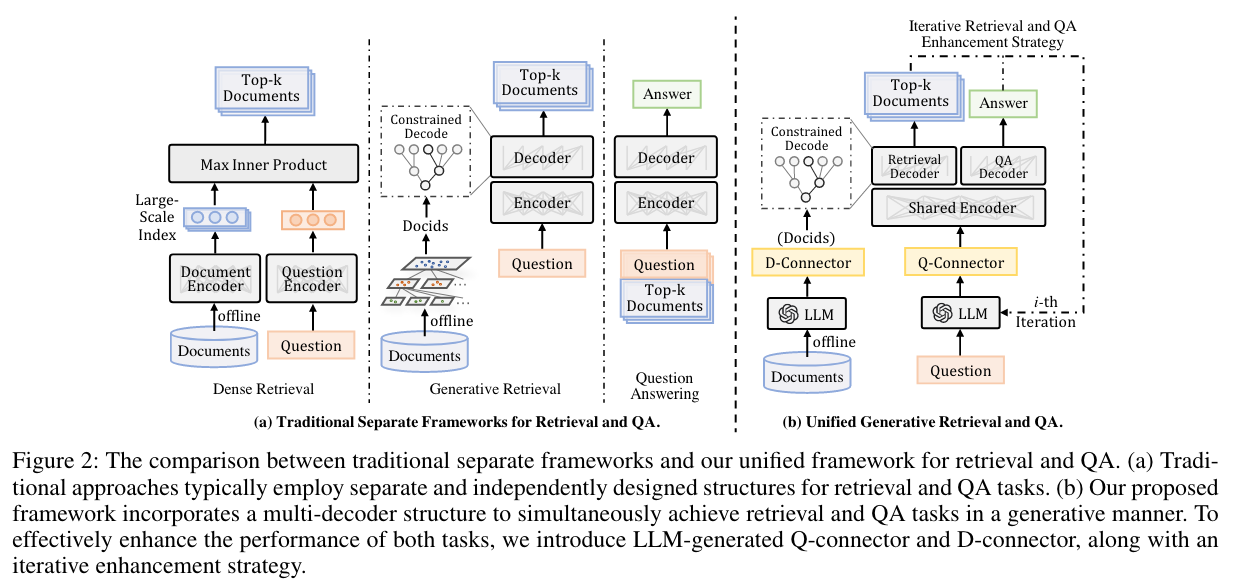 Top-k
Documents
Max Inner Product
Large-
Scale
Index
Document
Encoder
Question
Encoder
offline
Documents
Question
Dense Retrieval
Constrained
Decode
Docids
offline
Documents
Top-k
Documents
Decoder
Encoder
Question
Generative Retrieval
Answer
Decoder
Encoder
Question
Top-k
Documents
Question
Answering
(a) Traditional Separate Frameworks for Retrieval and QA.
Iterative Retrieval and QA
Enhancement Strategy
Top-k
Documents
Answer
Constrained
Decode
Retrieval
Decoder
QA
Decoder
Shared Encoder
(Docids)
D-Connector
Q-Connector
LLM
LLM
i-th
Iteration
offline
Documents
Question
(b) Unified Generative Retrieval and QA.
Figure 2: The comparison between traditional separate frameworks and our unified framework for retrieval and QA. (a) Tradi-
tional approaches typically employ separate and independently designed structures for retrieval and QA tasks. (b) Our proposed
framework incorporates a multi-decoder structure to simultaneously achieve retrieval and QA tasks in a generative manner. To
effectively enhance the performance of both tasks, we introduce LLM-generated Q-connector and D-connector, along with an
iterative enhancement strategy.